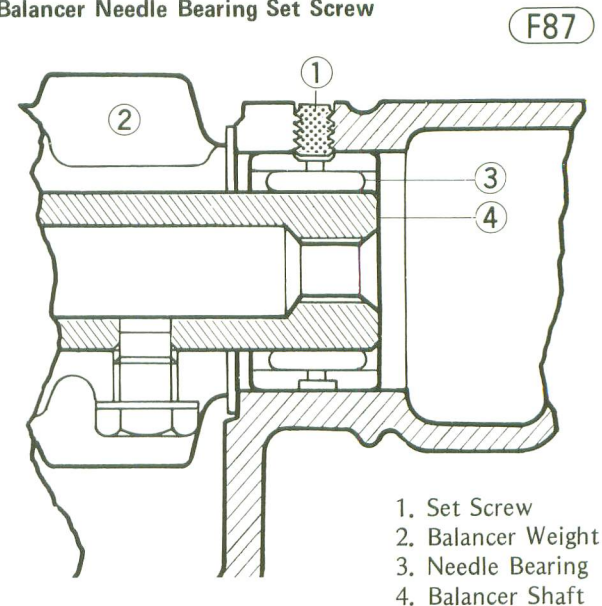 Balancer Needle Bearing Set Screw
F87
1
2
3
4
1. Set Screw
2. Balancer Weight
3. Needle Bearing
4. Balancer Shaft